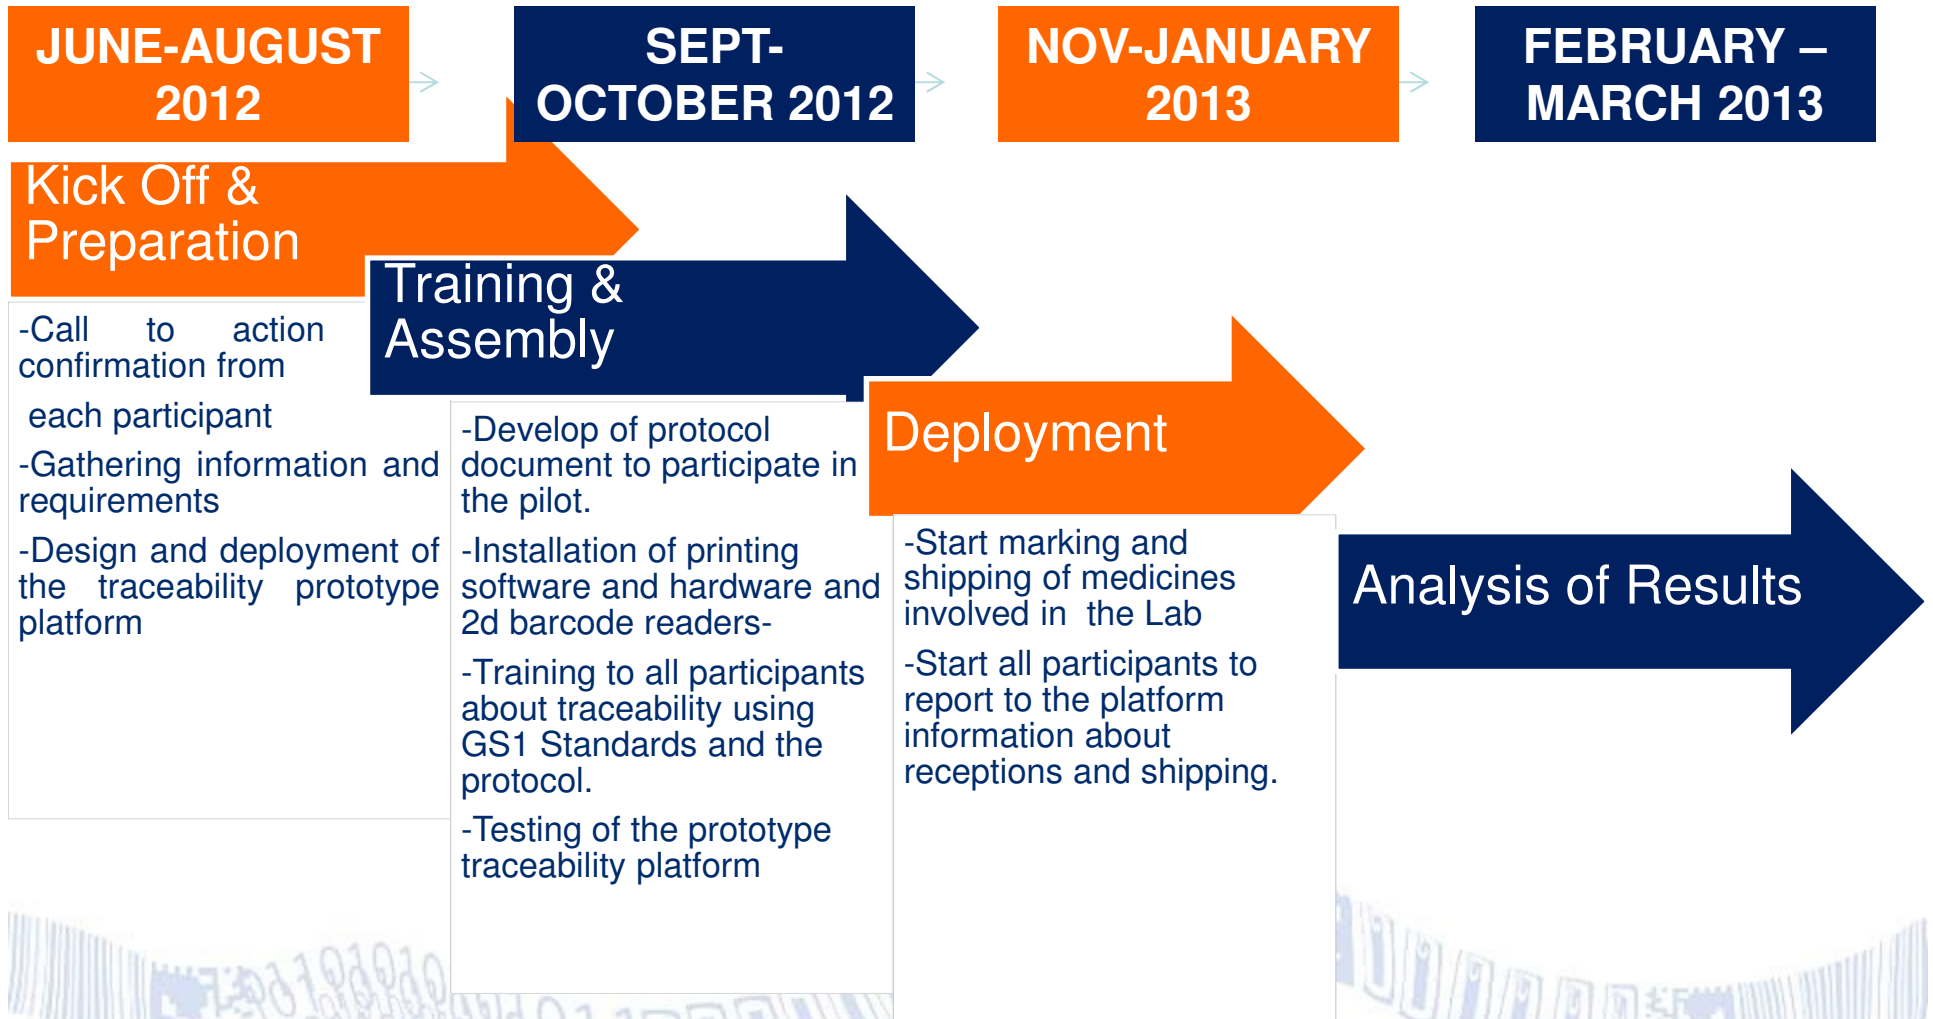 JUNE-AUGUST
2012
SEPT-
OCTOBER 2012
NOV-JANUARY
2013
FEBRUARY –
MARCH 2013
Kick Off &
Preparation
-Call to action
confirmation from
each participant
-Gathering information and
requirements
-Design and deployment of
the traceability prototype
platform
Training &
Assembly
-Develop of protocol
document to participate in
the pilot.
-Installation of printing
software and hardware and
2d barcode readers-
-Training to all participants
about traceability using
GS1 Standards and the
protocol.
-Testing of the prototype
traceability platform
Deployment
-Start marking and
shipping of medicines
involved in the Lab
-Start all participants to
report to the platform
information about
receptions and shipping.
Analysis of Results